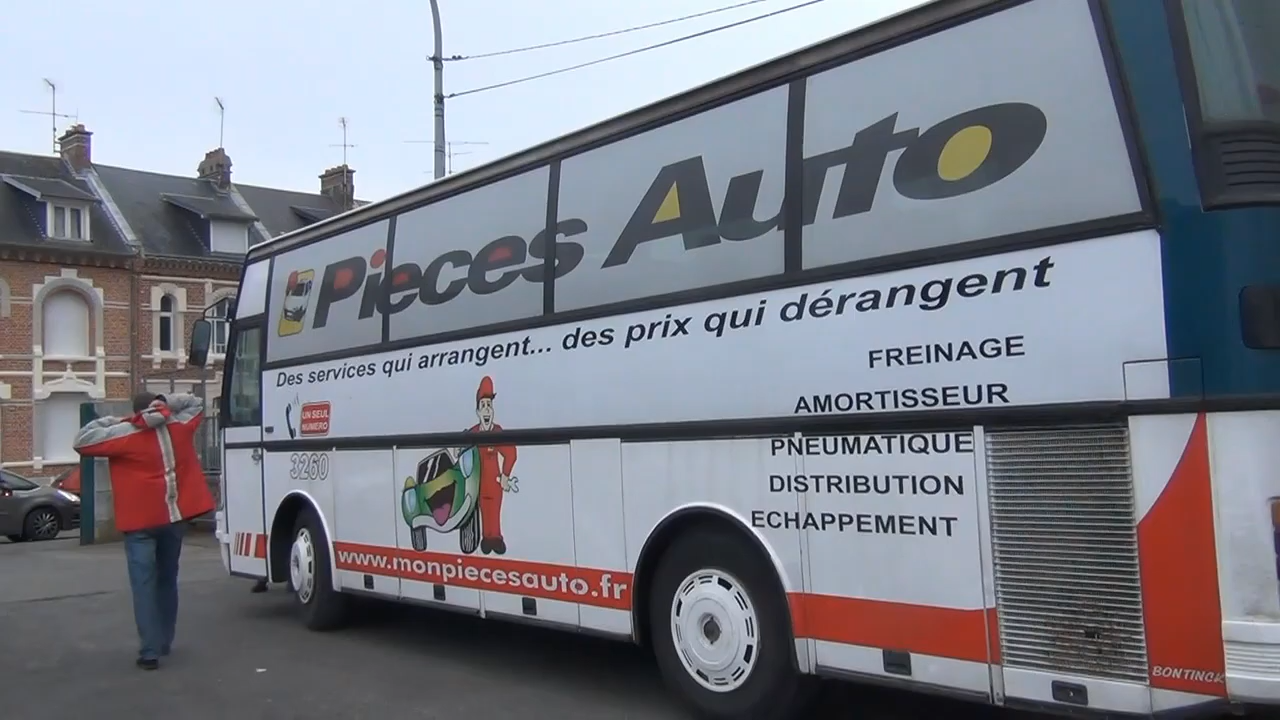 Pieces Auto
Des services qui arrangent... des prix qui dérangent
UN SEUL
NUMERO
3260
FREINAGE
AMORTISSEUR
PNEUMATIQUE
DISTRIBUTION
ECHAPPEMENT
www.monpiecesauto.fr
BONTINCK